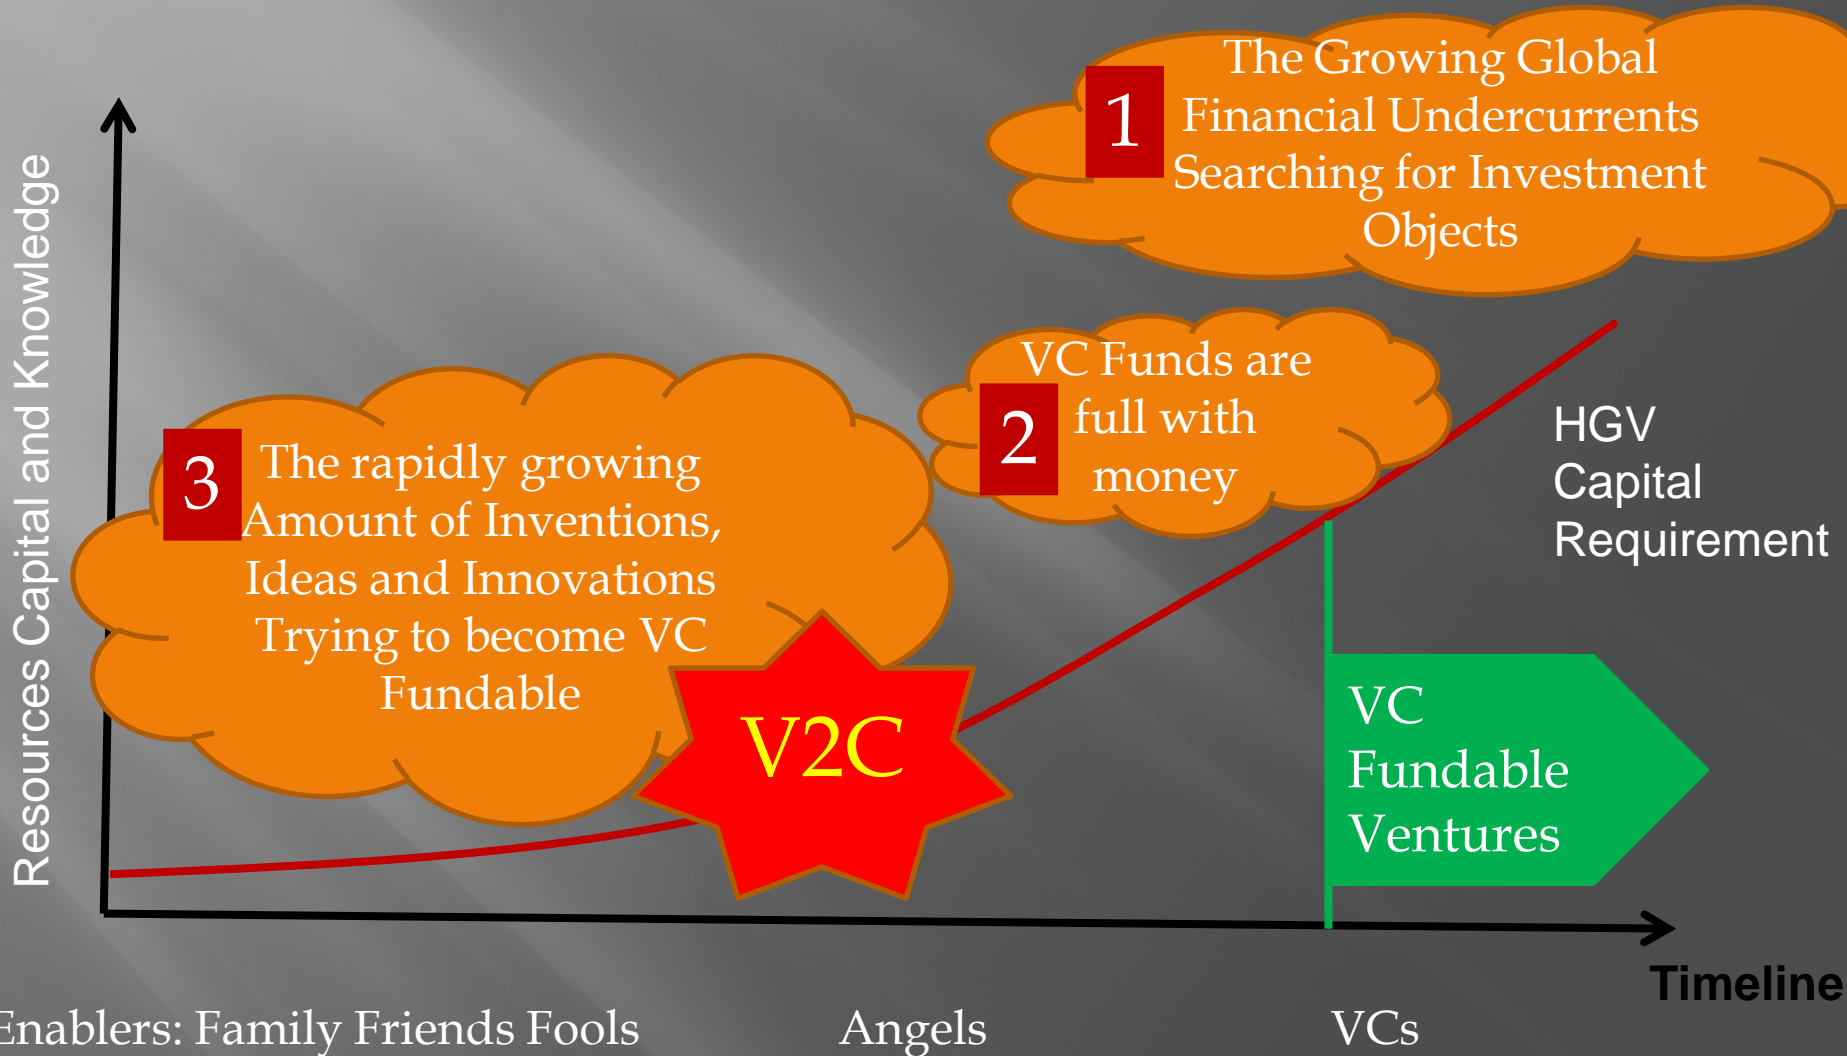 The Growing Global
1
Financial Undercurrents
Searching for Investment
Objects
Resources Capital and Knowledge
VC Funds are
2
full with
money
HGV
Capital
Requirement
3
The rapidly growing
Amount of Inventions,
Ideas and Innovations
Trying to become VC
Fundable
V2C
VC
Fundable
Ventures
Timeline
Enablers: Family Friends Fools
Angels
VCs